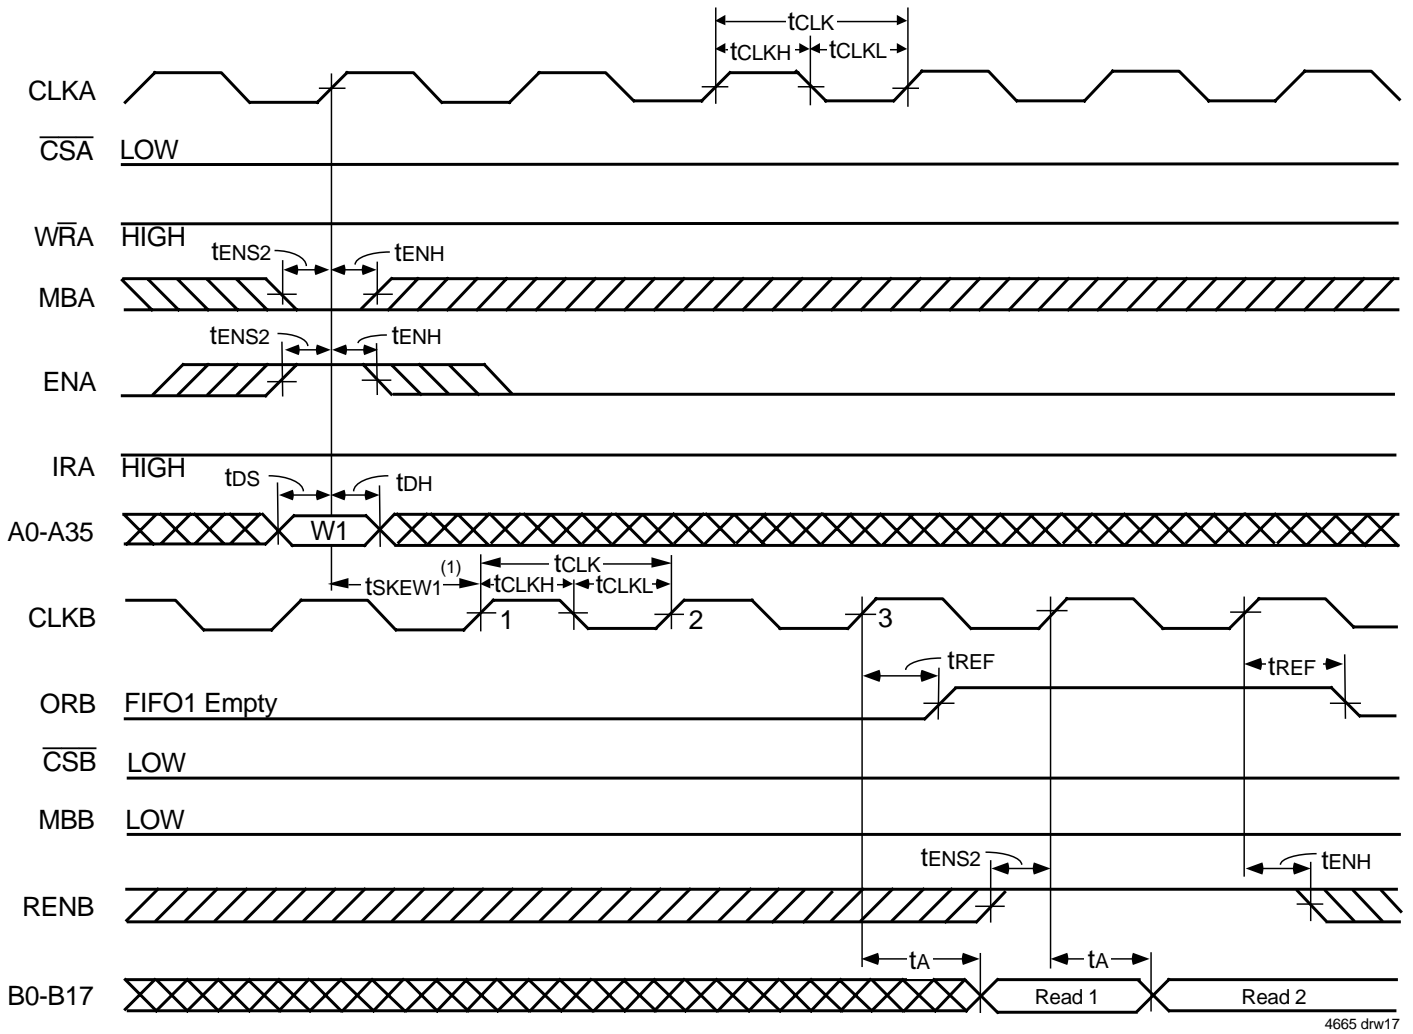 tCLK
tCLKH tCLKL
CLKA
CSA LOW
WRA HIGH
tENS2 tENH
MBA
tENS2 tENH
ENA
IRA HIGH
tDS tDH
A0-A35 W1
tSKEW1 (1) tCLK
tCLKH tCLKL
CLKB 1 2 3
tREF tREF
ORB FIFO1 Empty
CSB LOW
MBB LOW
tENS2 tENH
RENB
tA tA
B0-B17 Read 1 Read 2
4665 drw17